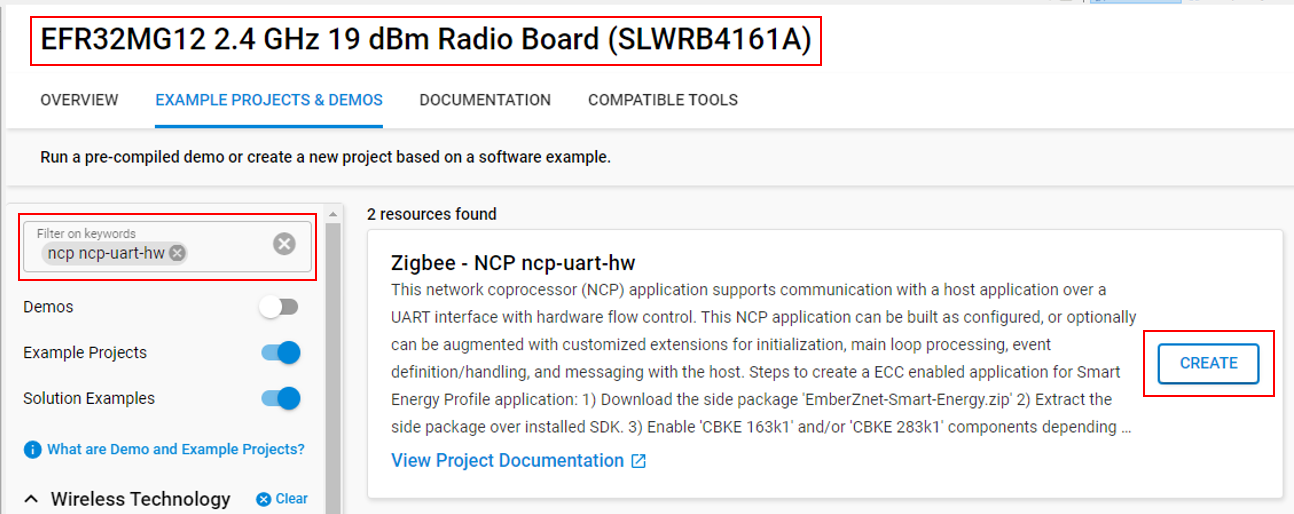 EFR32MG12 2.4 GHz 19 dBm Radio Board (SLWRB4161A)
OVERVIEW EXAMPLE PROJECTS & DEMOS DOCUMENTATION COMPATIBLE TOOLS
Run a pre-compiled demo or create a new project based on a software example.
Filter on keywords
ncp ncp-uart-hw
Demos
Example Projects
Solution Examples
What are Demo and Example Projects?
Wireless Technology Clear
2 resources found
Zigbee - NCP ncp-uart-hw
This network coprocessor (NCP) application supports communication with a host application over a
UART interface with hardware flow control. This NCP application can be built as configured, or optionally
can be augmented with customized extensions for initialization, main loop processing, event
definition/handling, and messaging with the host. Steps to create a ECC enabled application for Smart
Energy Profile application: 1) Download the side package 'EmberZnet-Smart-Energy.zip' 2) Extract the
side package over installed SDK. 3) Enable 'CBKE 163k1' and/or 'CBKE 283k1' components depending ...
View Project Documentation
CREATE